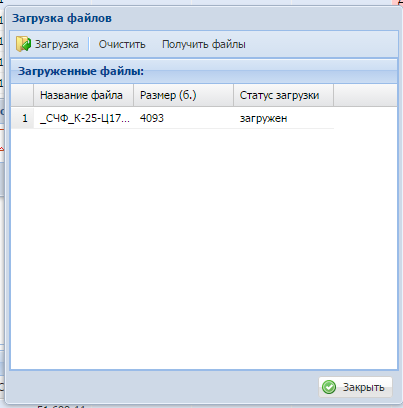 Загрузка файлов
Загрузка Очистить Получить файлы
Загруженные файлы:
Название файла Размер (б.) Статус загрузки
1 _СЧФ_К-25-Ц17... 4093 загружен
Закрыть